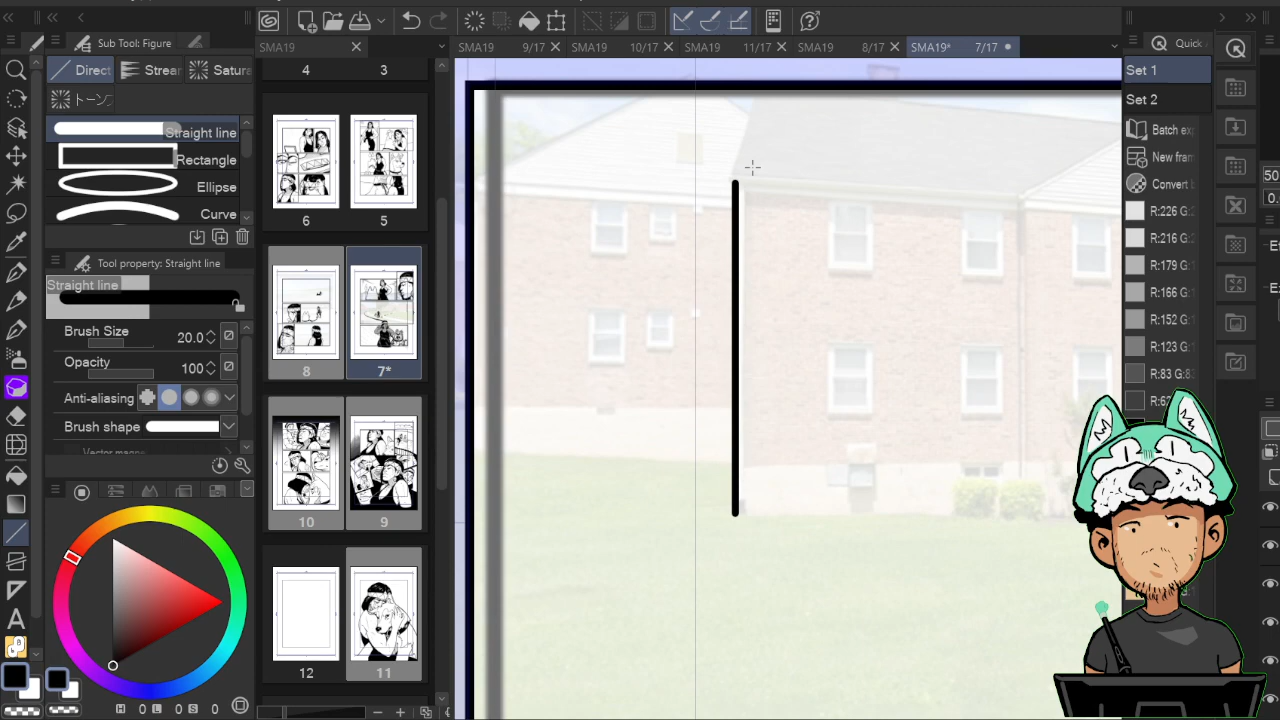 SMA19
SMA19 9/17
SMA19 10/17
SMA19 11/17
SMA19 8/17
SMA19* 7/17
Sub Tool: Figure
Quick
Direct
Strear
Satura
トーン
Straight line
Rectangle
Ellipse
Curve
Tool property: Straight line
Straight line
Brush Size 20.0
Opacity 100
Anti-aliasing
Brush shape
H 0 L 0 S 0
4 3
6 5
8 7*
10 9
12 11
Set 1
Set 2
Batch ex
New fram
Convert
R:226 G:
R:216 G:
R:179 G:
R:166 G:
R:152 G:
R:123 G:
R:83 G:8
R:62
50
0.